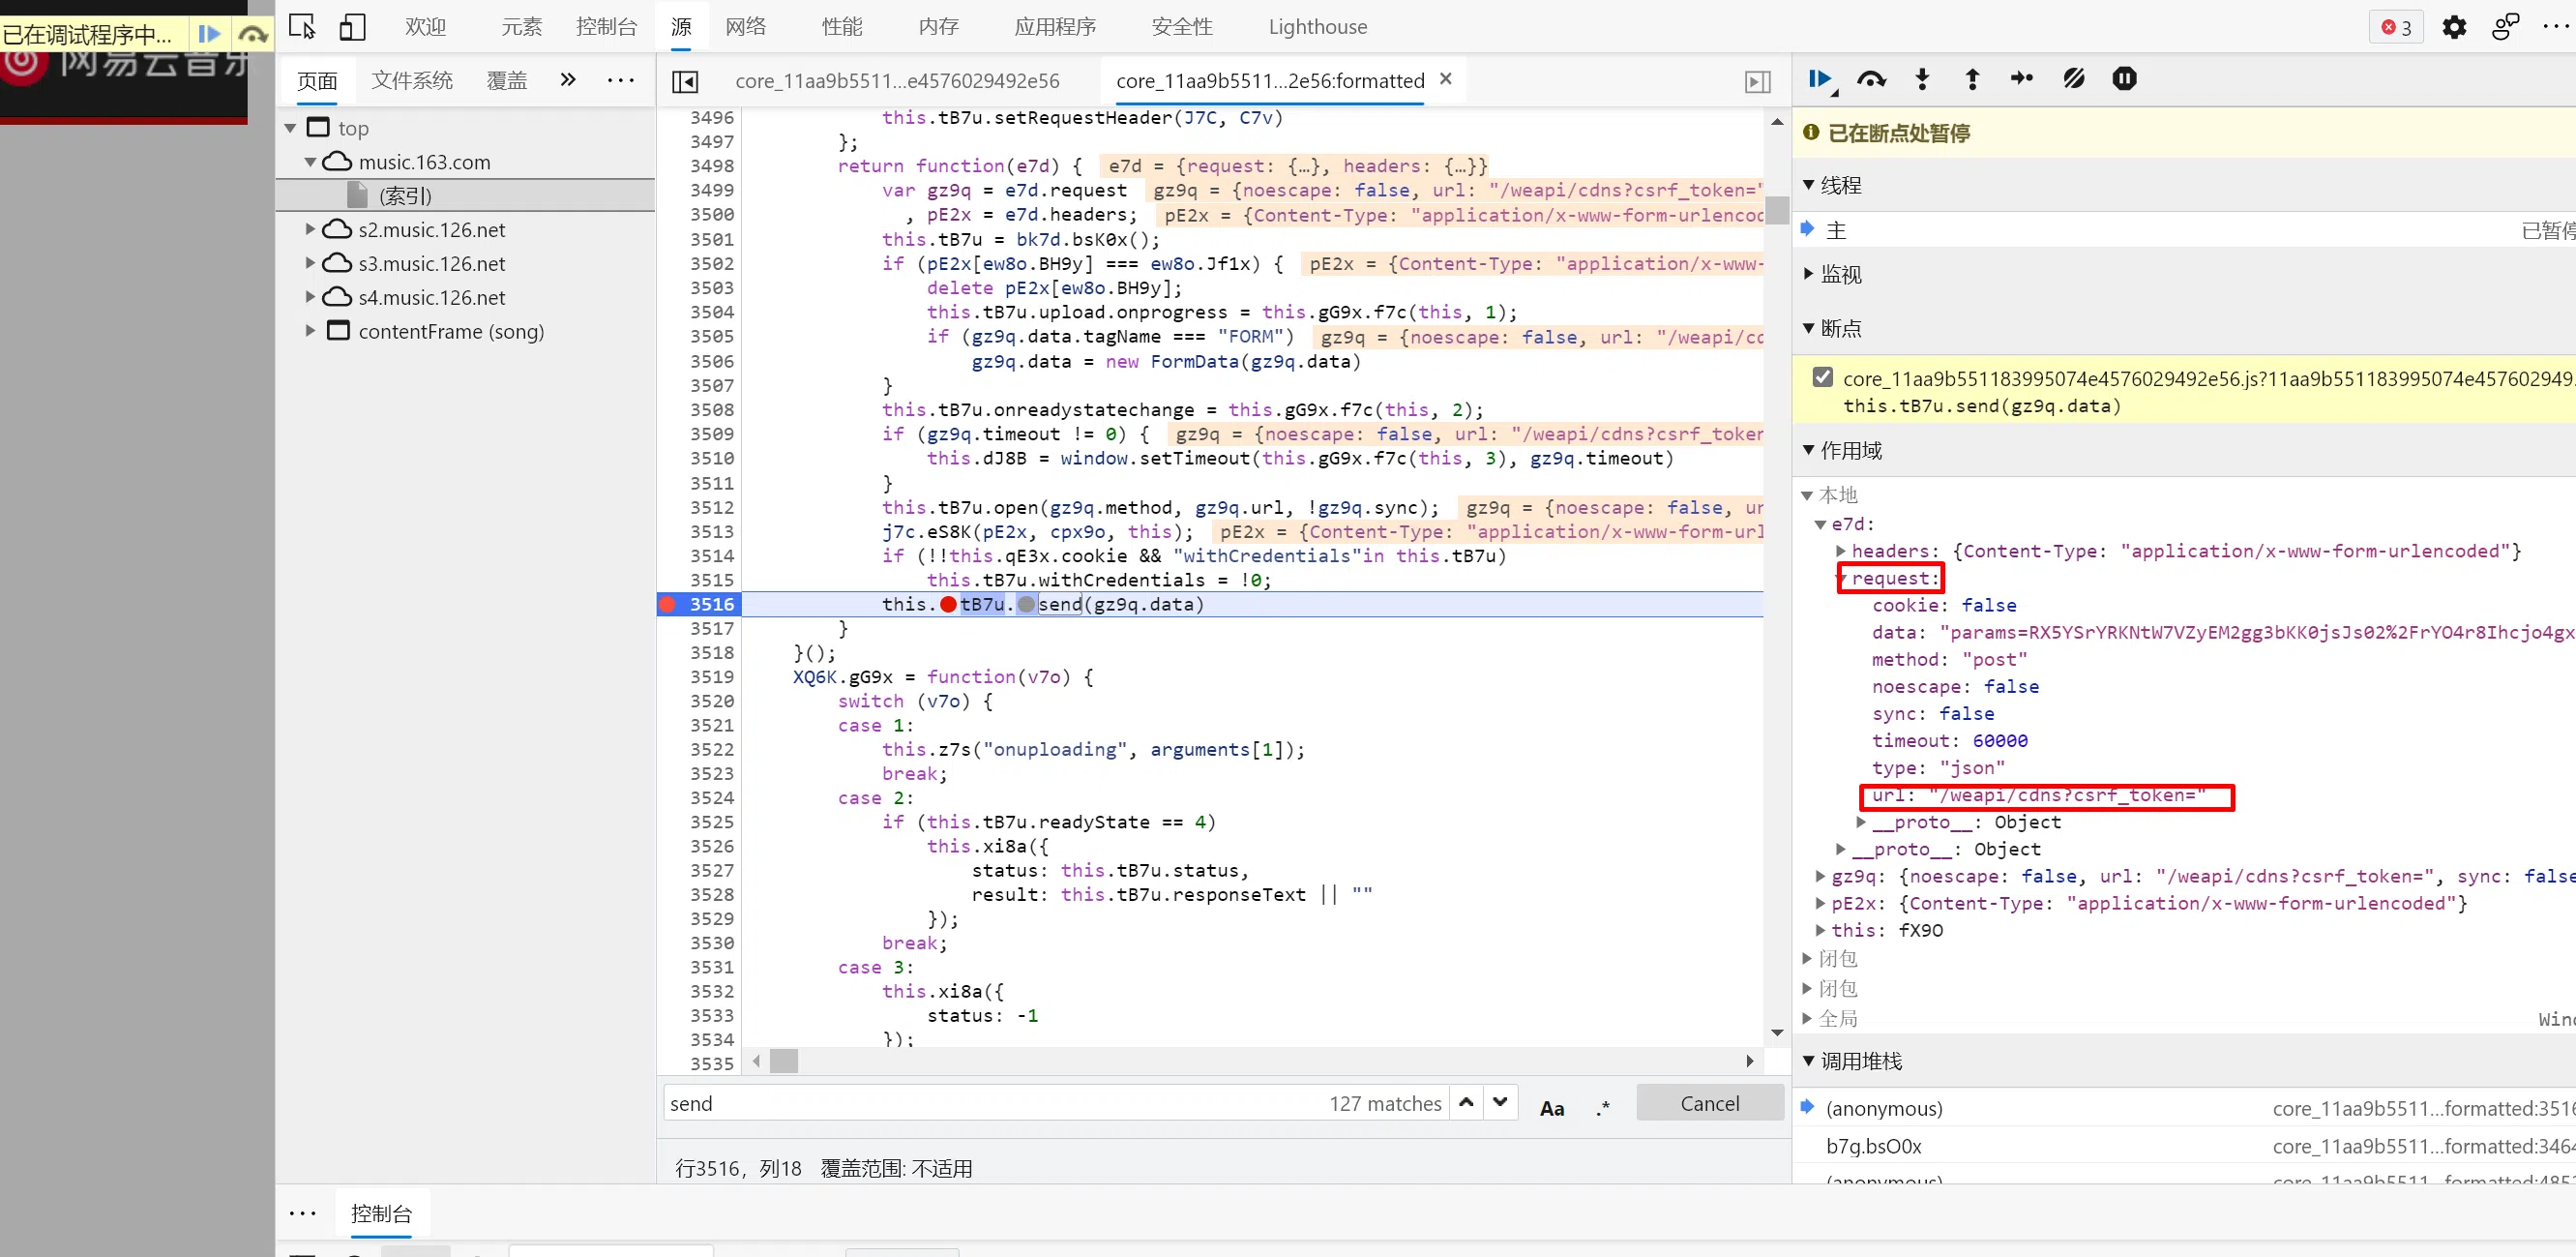 已在调试程序中...
网易云音乐
欢迎 元素 控制台 源 网络 性能 内存 应用程序 安全性 Lighthouse
3
页面 文件系统 覆盖
core_11aa9b5511...e4576029492e56 core_11aa9b5511...2e56:formatted
top
music.163.com
(索引)
s2.music.126.net
s3.music.126.net
s4.music.126.net
contentFrame (song)
3496 this.tB7u.setRequestHeader(J7C, C7v)
3497 };
3498 return function(e7d) { e7d = {request: {…}, headers: {…}}
3499 var gz9q = e7d.request gz9q = {noescape: false, url: "/weapi/cdns?csrf_token="
3500 , pE2x = e7d.headers; pE2x = {Content-Type: "application/x-www-form-urlencod
3501 this.tB7u = bk7d.bsK0x();
3502 if (pE2x[ew8o.BH9y] === ew8o.Jf1x) { pE2x = {Content-Type: "application/x-www-
3503 delete pE2x[ew8o.BH9y];
3504 this.tB7u.upload.onprogress = this.gG9x.f7c(this, 1);
3505 if (gz9q.data.tagName === "FORM") gz9q = {noescape: false, url: "/weapi/cd
3506 gz9q.data = new FormData(gz9q.data)
3507 }
3508 this.tB7u.onreadystatechange = this.gG9x.f7c(this, 2);
3509 if (gz9q.timeout != 0) { gz9q = {noescape: false, url: "/weapi/cdns?csrf_token
3510 this.dJ8B = window.setTimeout(this.gG9x.f7c(this, 3), gz9q.timeout)
3511 }
3512 this.tB7u.open(gz9q.method, gz9q.url, !gz9q.sync); gz9q = {noescape: false, ur
3513 j7c.eS8K(pE2x, cpx9o, this); pE2x = {Content-Type: "application/x-www-form-url
3514 if (!!this.qE3x.cookie && "withCredentials"in this.tB7u)
3515 this.tB7u.withCredentials = !0;
3516 this.tB7u.send(gz9q.data)
3517 }
3518 }();
3519 XQ6K.gG9x = function(v7o) {
3520 switch (v7o) {
3521 case 1:
3522 this.z7s("onuploading", arguments[1]);
3523 break;
3524 case 2:
3525 if (this.tB7u.readyState == 4)
3526 this.xi8a({
3527 status: this.tB7u.status,
3528 result: this.tB7u.responseText || ""
3529 });
3530 break;
3531 case 3:
3532 this.xi8a({
3533 status: -1
3534 });
3535
send 127 matches Aa .* Cancel
行3516，列18 覆盖范围: 不适用
控制台
已在断点处暂停
线程
主 已暂停
监视
断点
core_11aa9b551183995074e4576029492e56.js?11aa9b551183995074e457602949
this.tB7u.send(gz9q.data)
作用域
本地
e7d:
headers: {Content-Type: "application/x-www-form-urlencoded"}
request:
cookie: false
data: "params=RX5YSrYRKNtW7VZyEM2gg3bKK0jsJs02%2FrYO4r8Ihcjo4gx
method: "post"
noescape: false
sync: false
timeout: 60000
type: "json"
url: "/weapi/cdns?csrf_token="
__proto__: Object
__proto__: Object
gz9q: {noescape: false, url: "/weapi/cdns?csrf_token=", sync: false
pE2x: {Content-Type: "application/x-www-form-urlencoded"}
this: fX9O
闭包
闭包
全局 Wind
调用堆栈
(anonymous) core_11aa9b5511...formatted:3516
b7g.bsO0x core_11aa9b5511...formatted:3464
(anonymous) core_11aa9b5511...formatted:485